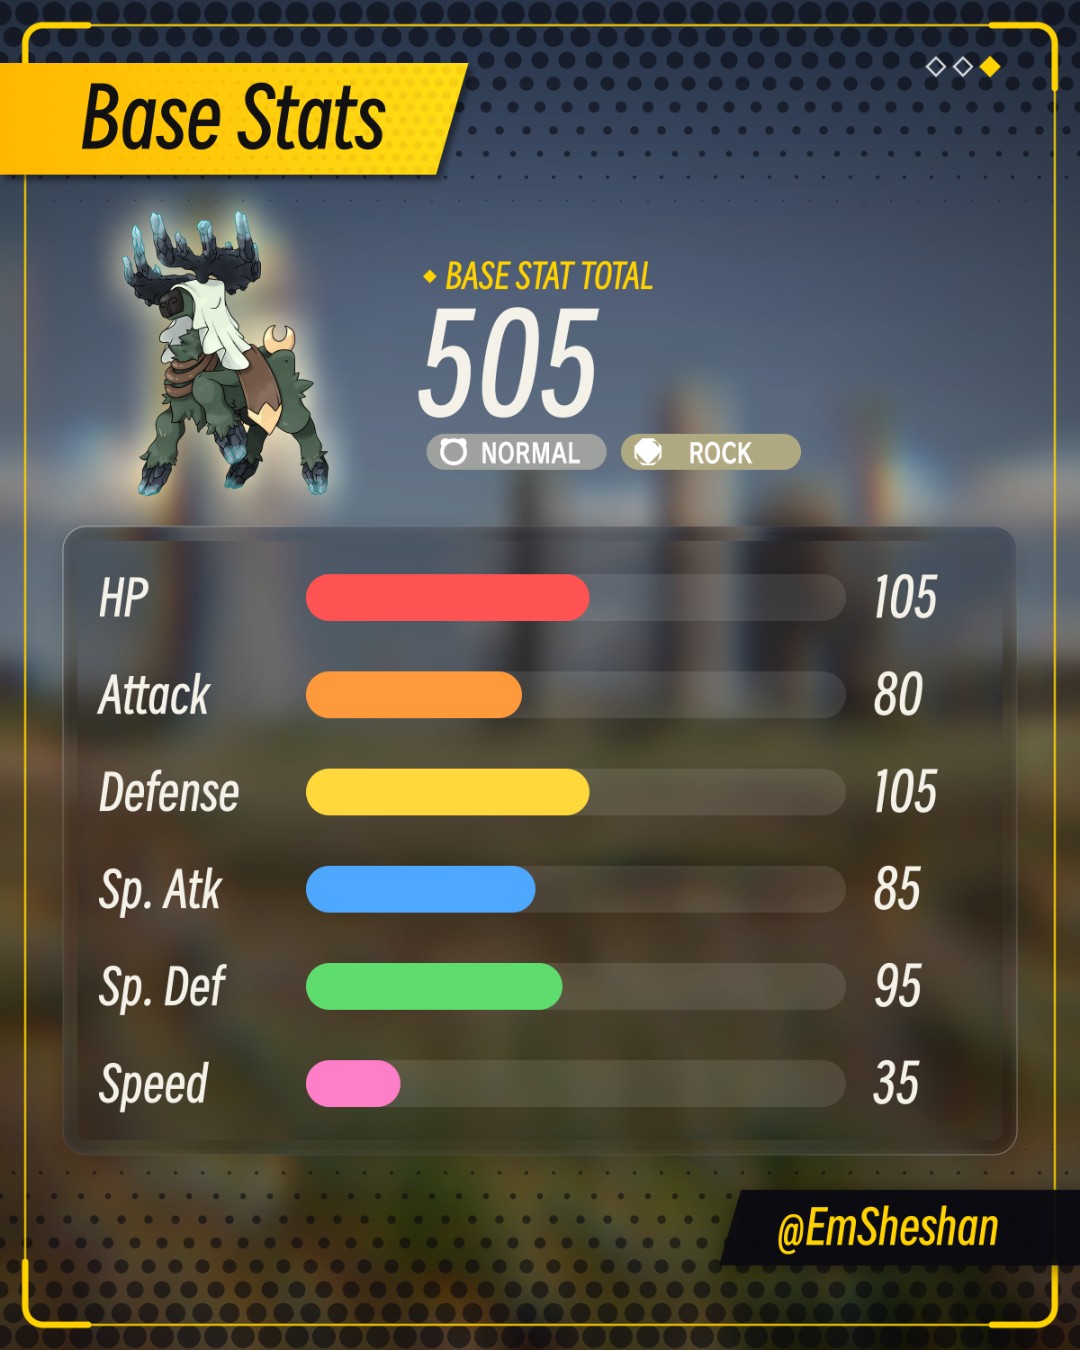 Base Stats
BASE STAT TOTAL
505
NORMAL ROCK
HP 105
Attack 80
Defense 105
Sp. Atk 85
Sp. Def 95
Speed 35
@EmSheshan